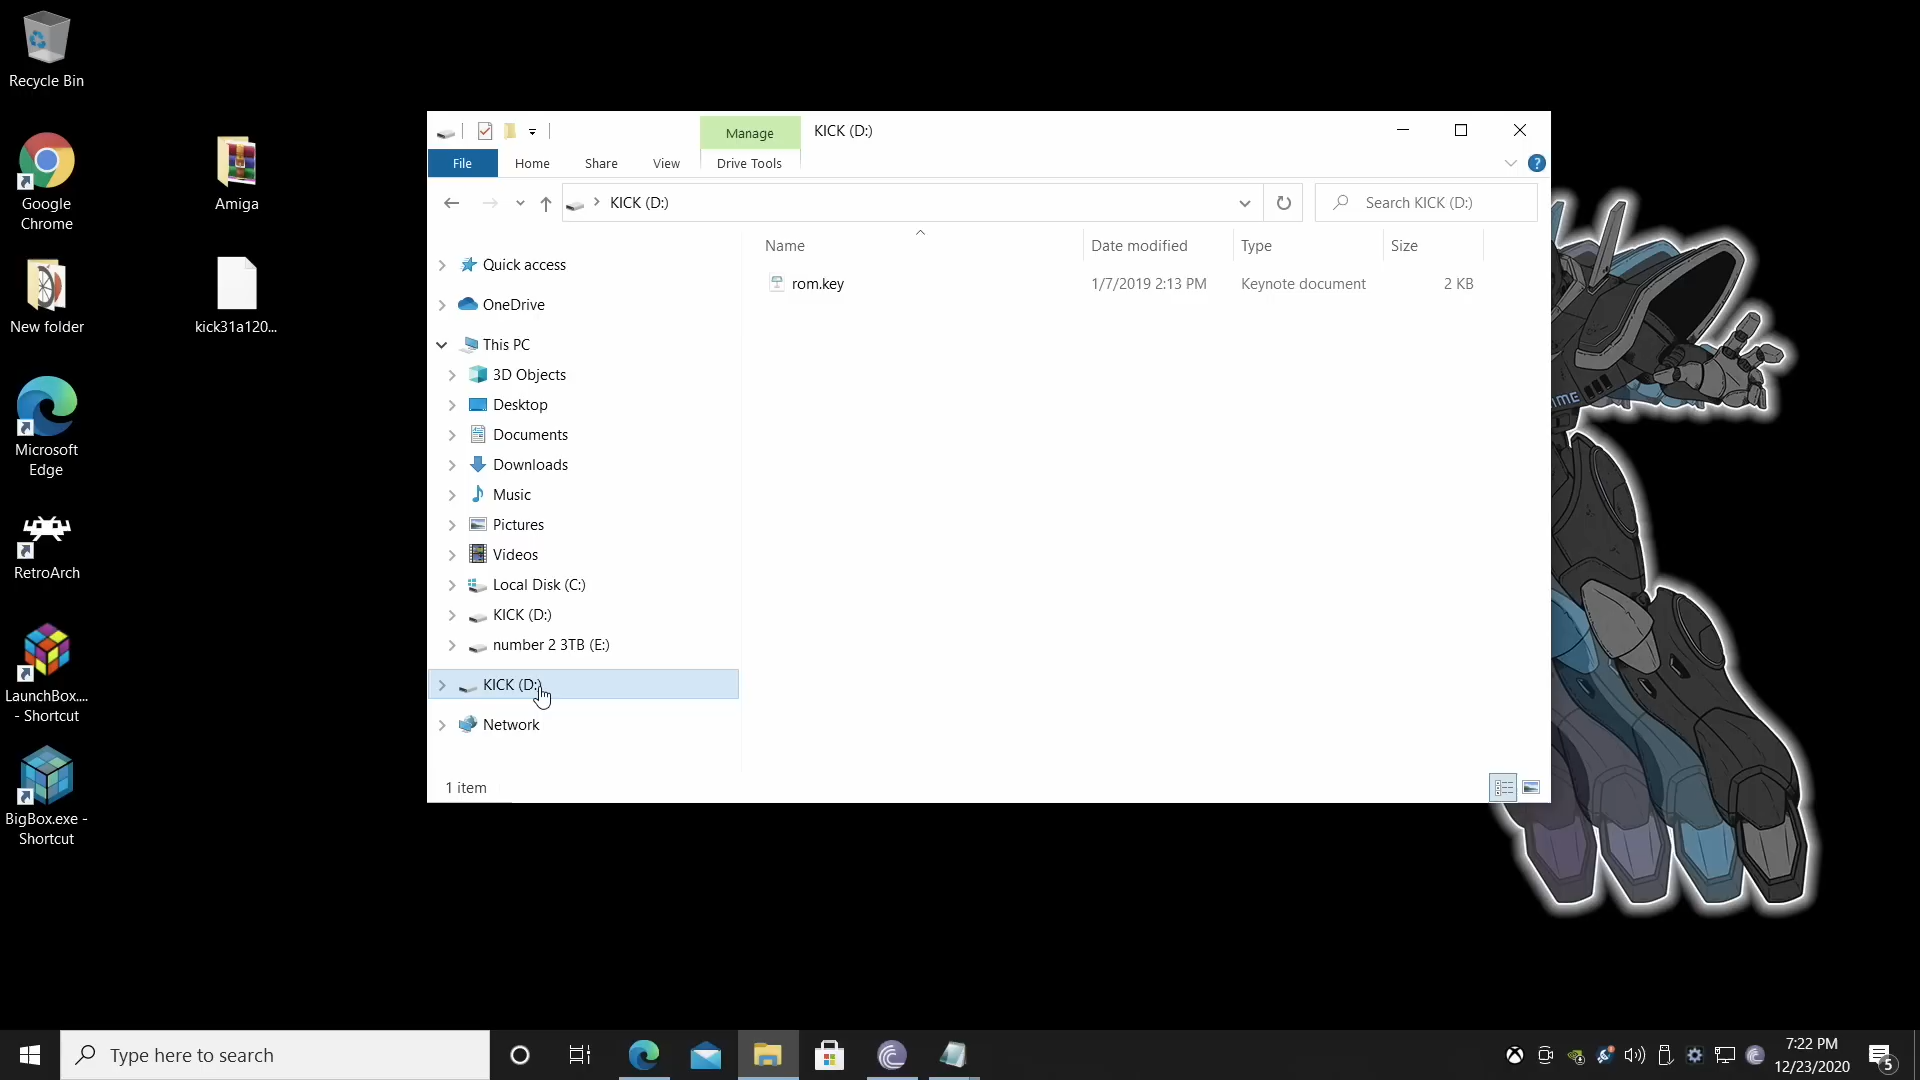 Recycle Bin
Google
Chrome
New folder
Microsoft
Edge
RetroArch
LaunchBox....
- Shortcut
BigBox.exe -
Shortcut
Amiga
kick31a120...
Manage
KICK (D:)
File
Home
Share
View
Drive Tools
?
KICK (D:)
Search KICK (D:)
Name
Date modified
Type
Size
rom.key
1/7/2019 2:13 PM
Keynote document
2 KB
Quick access
OneDrive
This PC
3D Objects
Desktop
Documents
Downloads
Music
Pictures
Videos
Local Disk (C:)
KICK (D:)
number 2 3TB (E:)
KICK (D:)
Network
1 item
Type here to search
7:22 PM
12/23/2020
5